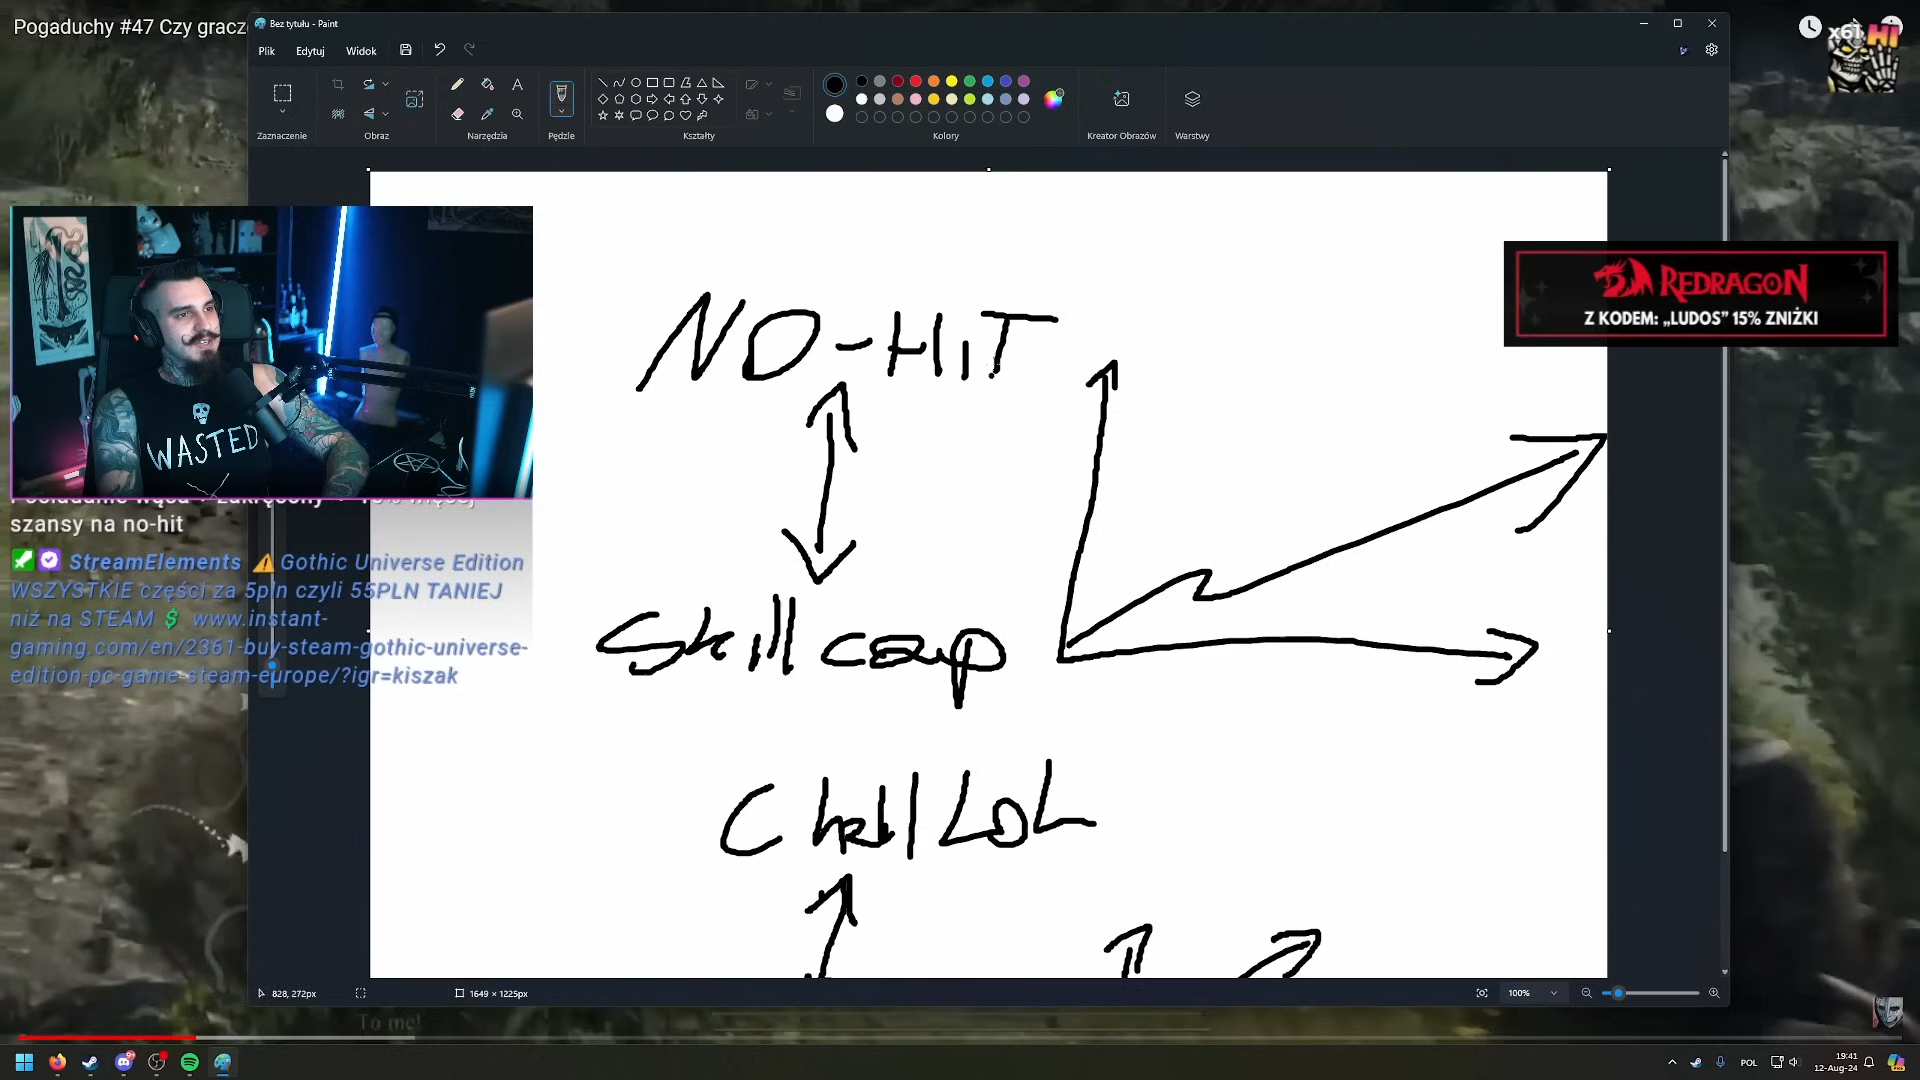 Pogaduchy #47 Czy gracz
Bez tytułu - Paint
x61
HI
Plik Edytuj Widok
Zaznaczenie Obraz Narzędzia Pędzle Kształty Kolory Kreator Obrazów Warstwy
REDRAGON
Z KODEM: „LUDOS” 15% ZNIŻKI
WASTED
NO-HIT
Skill cap
szansy na no-hit
StreamElements ⚠ Gothic Universe Edition
WSZYSTKIE części za 5pln czyli 55PLN TANIEJ
niż na STEAM $ www.instant-
gaming.com/en/2361-buy-steam-gothic-universe-
edition-pc-game-steam-europe/?igr=kiszak
LOL
828, 272px
1649 × 1225px
100%
To me!
9+
POL
19:41
12-Aug-24